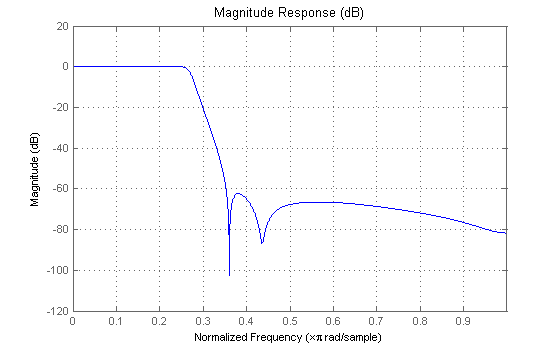 Magnitude Response (dB)
20
0
-20
-40
-60
-80
-100
-120
Magnitude (dB)
0 0.1 0.2 0.3 0.4 0.5 0.6 0.7 0.8 0.9
Normalized Frequency (×π rad/sample)